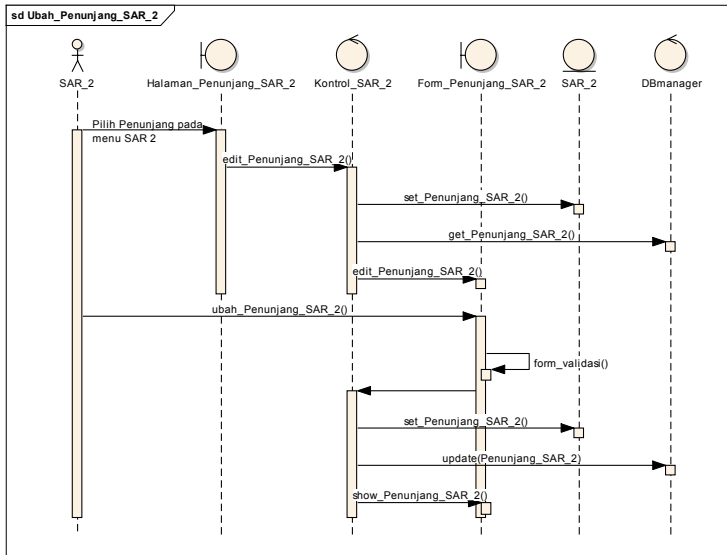 sd Ubah_Penunjang_SAR_2
SAR_2
Halaman_Penunjang_SAR_2
Kontrol_SAR_2
Form_Penunjang_SAR_2
SAR_2
DBmanager
Pilih Penunjang pada
menu SAR 2
edit_Penunjang_SAR_2()
set_Penunjang_SAR_2()
get_Penunjang_SAR_2()
edit_Penunjang_SAR_2()
ubah_Penunjang_SAR_2()
form_validasi()
set_Penunjang_SAR_2()
update(Penunjang_SAR_2)
show_Penunjang_SAR_2()